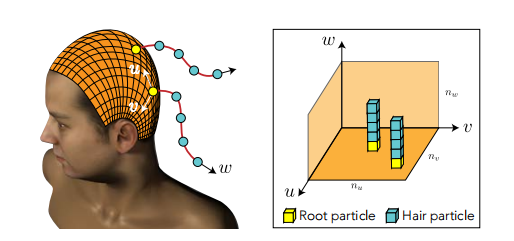 u
v
w
w
n_w
v
n_v
n_u
u
Root particle
Hair particle